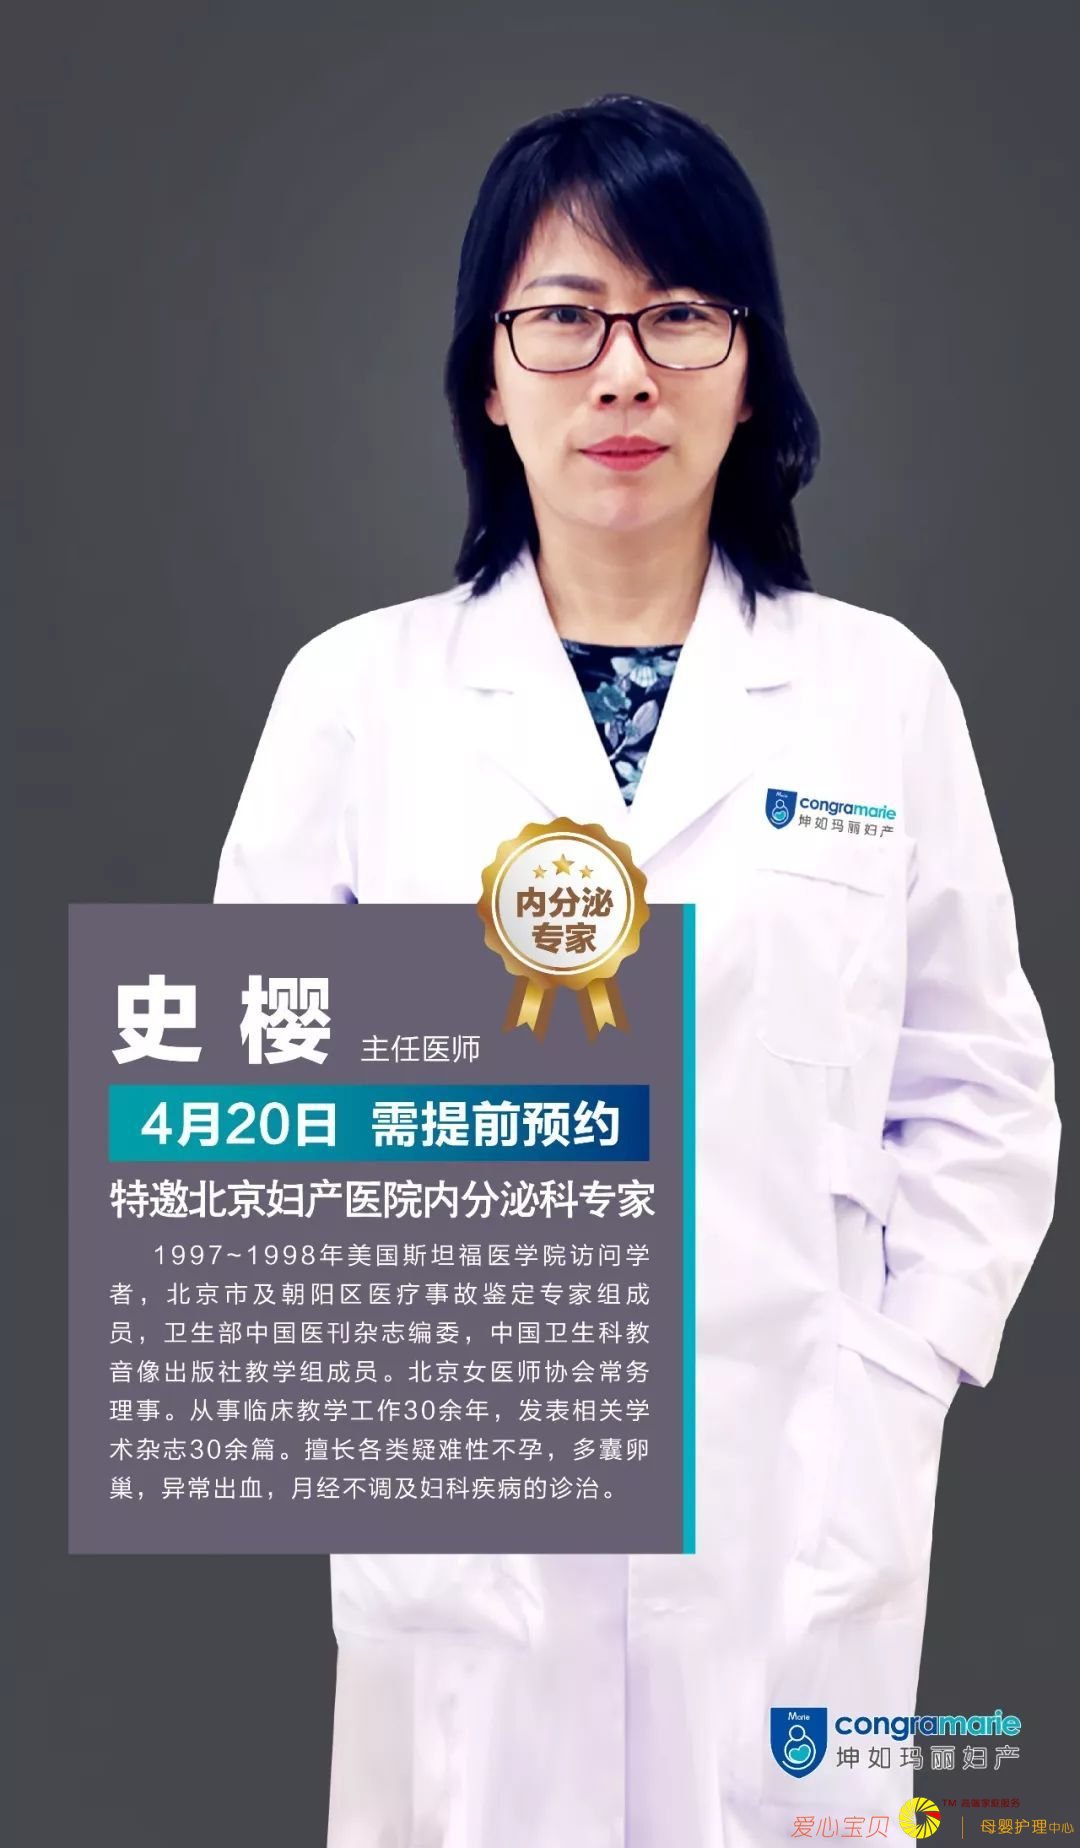 Marie
congramarie
坤如玛丽妇产
内分泌
专家
史樱 主任医师
4月20日 需提前预约
特邀北京妇产医院内分泌科专家
1997~1998年美国斯坦福医学院访问学
者，北京市及朝阳区医疗事故鉴定专家组成
员，卫生部中国医刊杂志编委，中国卫生科教
音像出版社教学组成员。北京女医师协会常务
理事。从事临床教学工作30余年，发表相关学
术杂志30余篇。擅长各类疑难性不孕，多囊卵
巢，异常出血，月经不调及妇科疾病的诊治。
Marie
congramarie
坤如玛丽妇产
TM 高端家庭服务
爱心宝贝 | 母婴护理中心